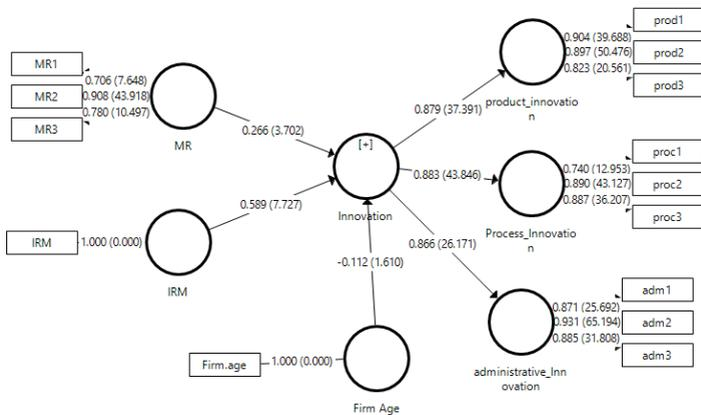 prod1
0.904 (39.688)
prod2
0.897 (50.476)
0.823 (20.561)
prod3
product_innovatio
n
0.879 (37.391)
MR1
0.706 (7.648)
MR2
0.908 (43.918)
0.780 (10.497)
MR3
MR
0.266 (3.702)
[+]
Innovation
0.883 (43.846)
proc1
0.740 (12.953)
proc2
0.890 (43.127)
0.887 (36.207)
proc3
Process_Innovatio
n
0.589 (7.727)
IRM
1.000 (0.000)
IRM
0.866 (26.171)
-0.112 (1.610)
adm1
0.871 (25.692)
adm2
0.931 (65.194)
0.885 (31.808)
adm3
administrative_Inn
ovation
Firm.age
1.000 (0.000)
Firm Age